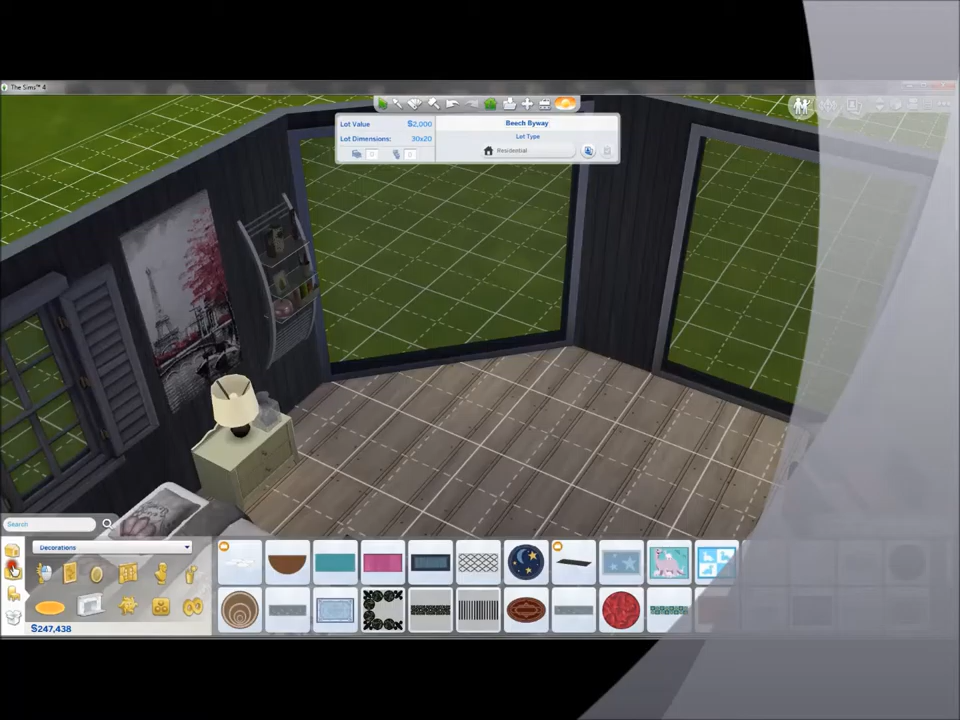 The Sims™ 4
Lot Value $2,000
Lot Dimensions: 30x20
0 0
Beech Byway
Lot Type
Residential
Search
Decorations
$247,438